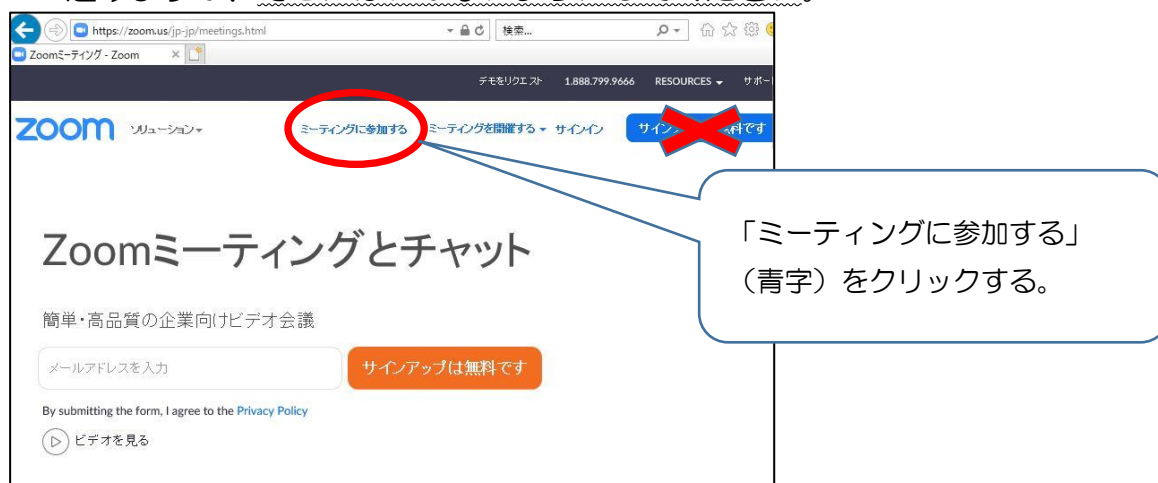 https://zoom.us/jp-jp/meetings.html
検索...
Zoomミーティング - Zoom
デモをリクエスト 1.888.799.9666 RESOURCES サポー
zoom ソリューション ミーティングに参加する ミーティングを開催する サインイン サイン 料です
「ミーティングに参加する」
（青字）をクリックする。
Zoomミーティングとチャット
簡単・高品質の企業向けビデオ会議
メールアドレスを入力 サインアップは無料です
By submitting the form, I agree to the Privacy Policy
ビデオを見る